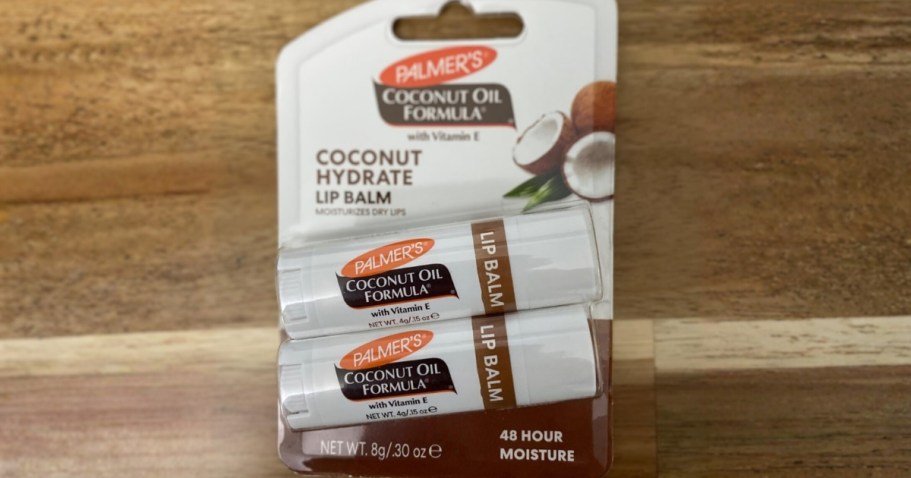 PALMER'S
COCONUT OIL
FORMULA®
with Vitamin E
COCONUT
HYDRATE
LIP BALM
MOISTURIZES DRY LIPS
PALMER'S®
COCONUT OIL
FORMULA®
with Vitamin E
NET WT. 4g/.15 oz ℮
LIP BALM
PALMER'S®
COCONUT OIL
FORMULA®
with Vitamin E
NET WT. 4g/.15 oz ℮
LIP BALM
NET WT. 8g/.30 oz ℮
48 HOUR
MOISTURE